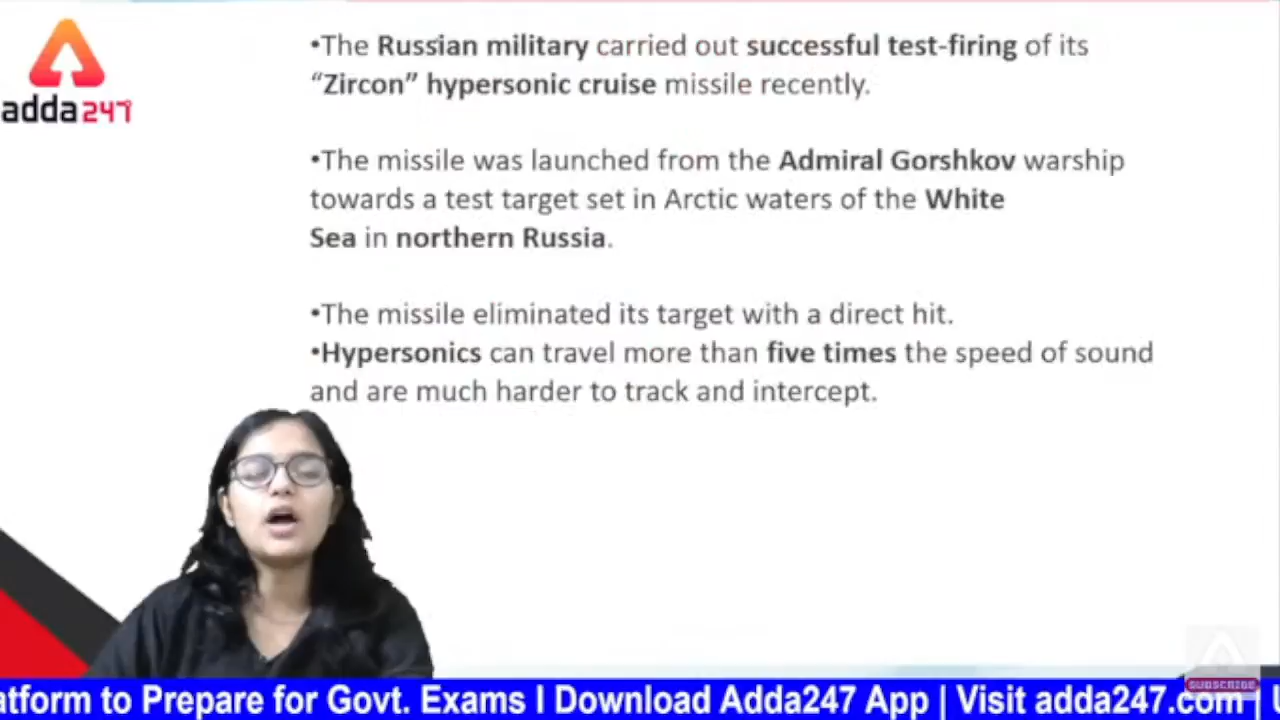 adda247
•The Russian military carried out successful test-firing of its
“Zircon” hypersonic cruise missile recently.
•The missile was launched from the Admiral Gorshkov warship
towards a test target set in Arctic waters of the White
Sea in northern Russia.
•The missile eliminated its target with a direct hit.
•Hypersonics can travel more than five times the speed of sound
and are much harder to track and intercept.
SUBSCRIBE
atform to Prepare for Govt. Exams I Download Adda247 App | Visit adda247.com | U